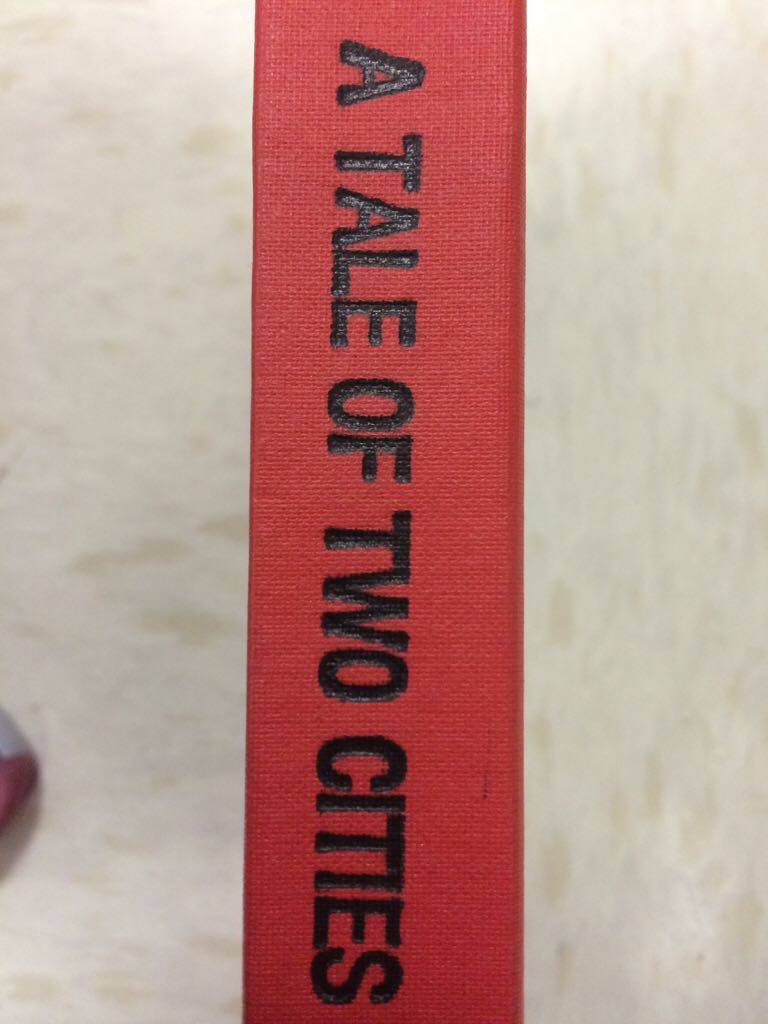 A TALE OF TWO CITIES